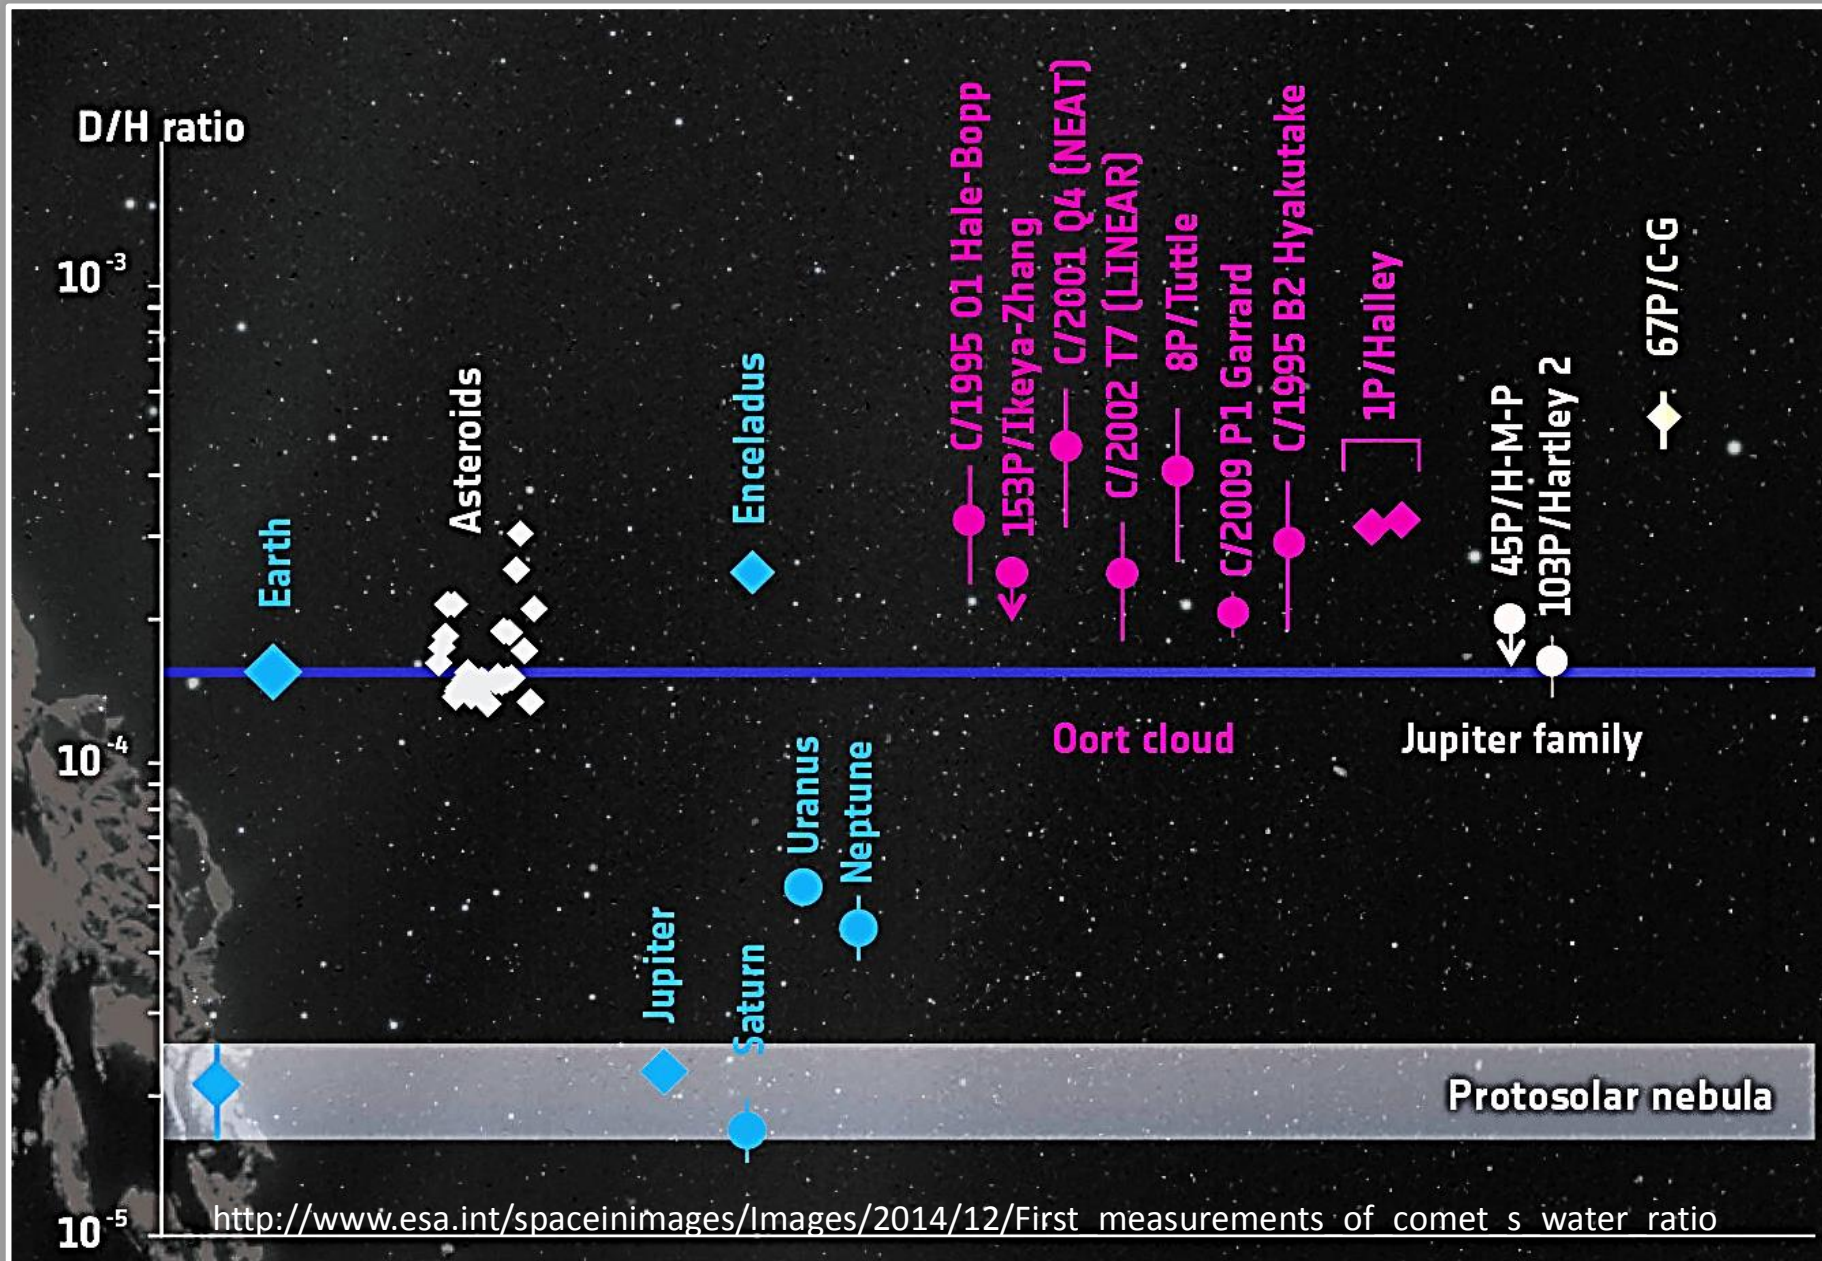 D/H ratio
10-3
10-4
10-5
Earth
Asteroids
Jupiter
Saturn
Enceladus
Uranus
Neptune
C/1995 O1 Hale-Bopp
153P/Ikeya-Zhang
C/2001 Q4 (NEAT)
C/2002 T7 (LINEAR)
8P/Tuttle
C/2009 P1 Garrard
C/1995 B2 Hyakutake
1P/Halley
45P/H-M-P
103P/Hartley 2
67P/C-G
Oort cloud
Jupiter family
Protosolar nebula
http://www.esa.int/spaceinimages/Images/2014/12/First_measurements_of_comet_s_water_ratio